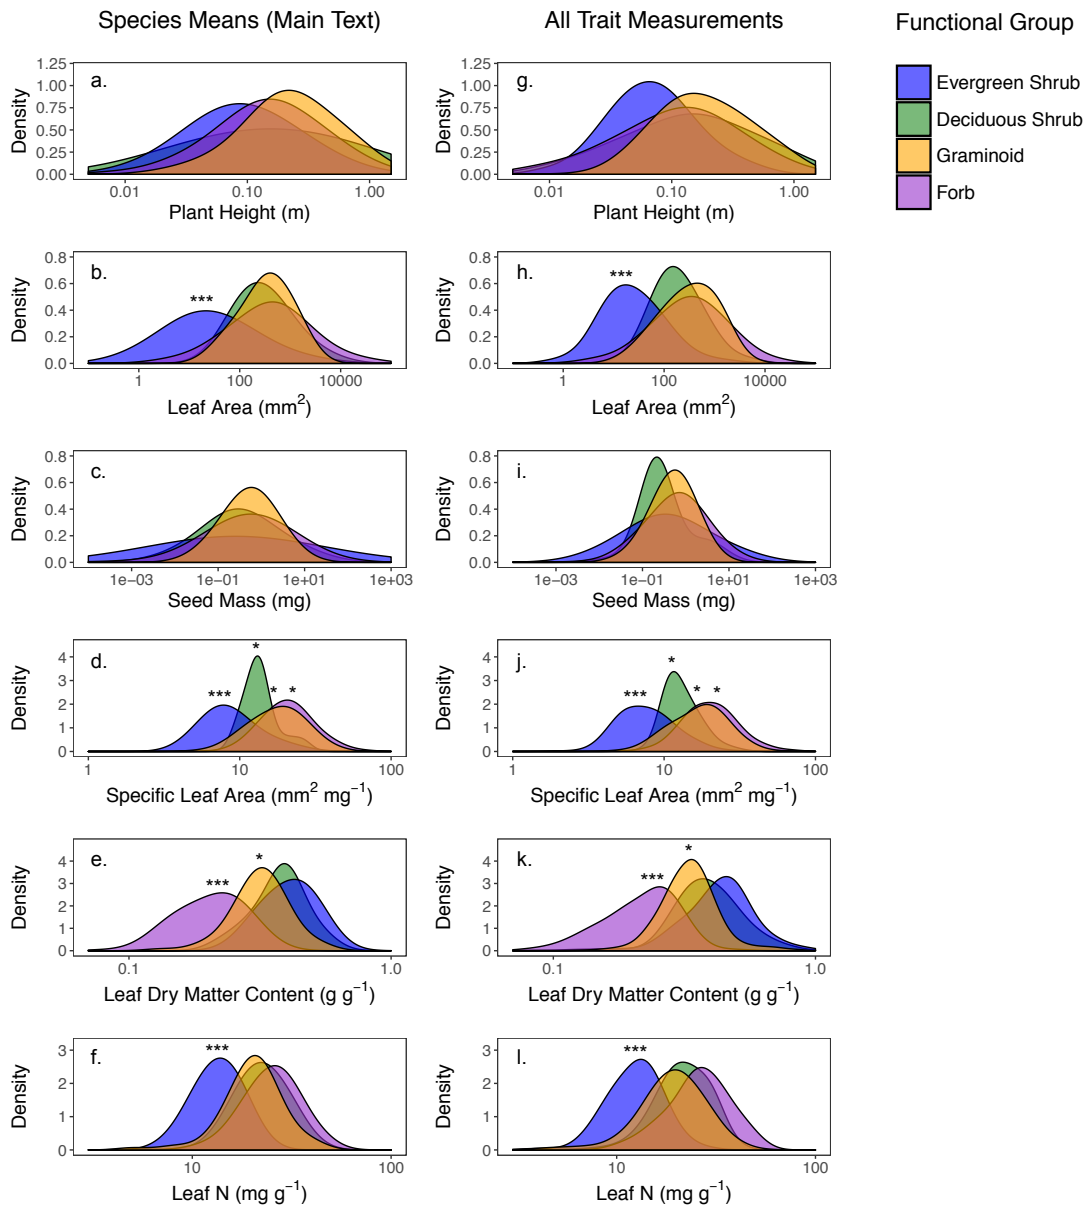 Species Means (Main Text)
All Trait Measurements
Functional Group
Evergreen Shrub
Deciduous Shrub
Graminoid
Forb
a.
Density
1.25
1.00
0.75
0.50
0.25
0.00
0.01 0.10 1.00
Plant Height (m)
g.
Density
1.25
1.00
0.75
0.50
0.25
0.00
0.01 0.10 1.00
Plant Height (m)
b.
***
Density
0.8
0.6
0.4
0.2
0.0
1 100 10000
Leaf Area (mm²)
h.
***
Density
0.8
0.6
0.4
0.2
0.0
1 100 10000
Leaf Area (mm²)
c.
Density
0.8
0.6
0.4
0.2
0.0
1e−03 1e−01 1e+01 1e+03
Seed Mass (mg)
i.
Density
0.8
0.6
0.4
0.2
0.0
1e−03 1e−01 1e+01 1e+03
Seed Mass (mg)
d.
*
*** * *
Density
4
3
2
1
0
1 10 100
Specific Leaf Area (mm² mg⁻¹)
j.
*
*** * *
Density
4
3
2
1
0
1 10 100
Specific Leaf Area (mm² mg⁻¹)
e.
*
***
Density
4
3
2
1
0
0.1 1.0
Leaf Dry Matter Content (g g⁻¹)
k.
*
***
Density
4
3
2
1
0
0.1 1.0
Leaf Dry Matter Content (g g⁻¹)
f.
***
Density
3
2
1
0
10 100
Leaf N (mg g⁻¹)
l.
***
Density
3
2
1
0
10 100
Leaf N (mg g⁻¹)